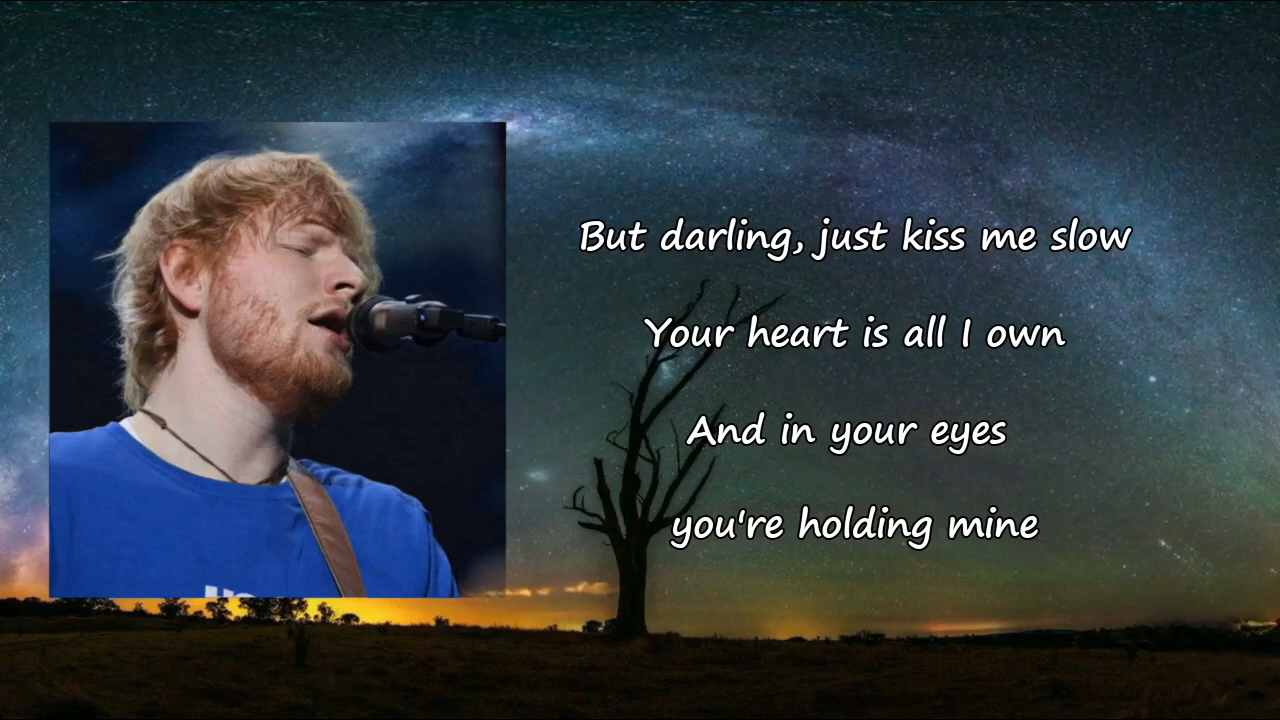 But darling, just kiss me slow
Your heart is all I own
And in your eyes
you're holding mine